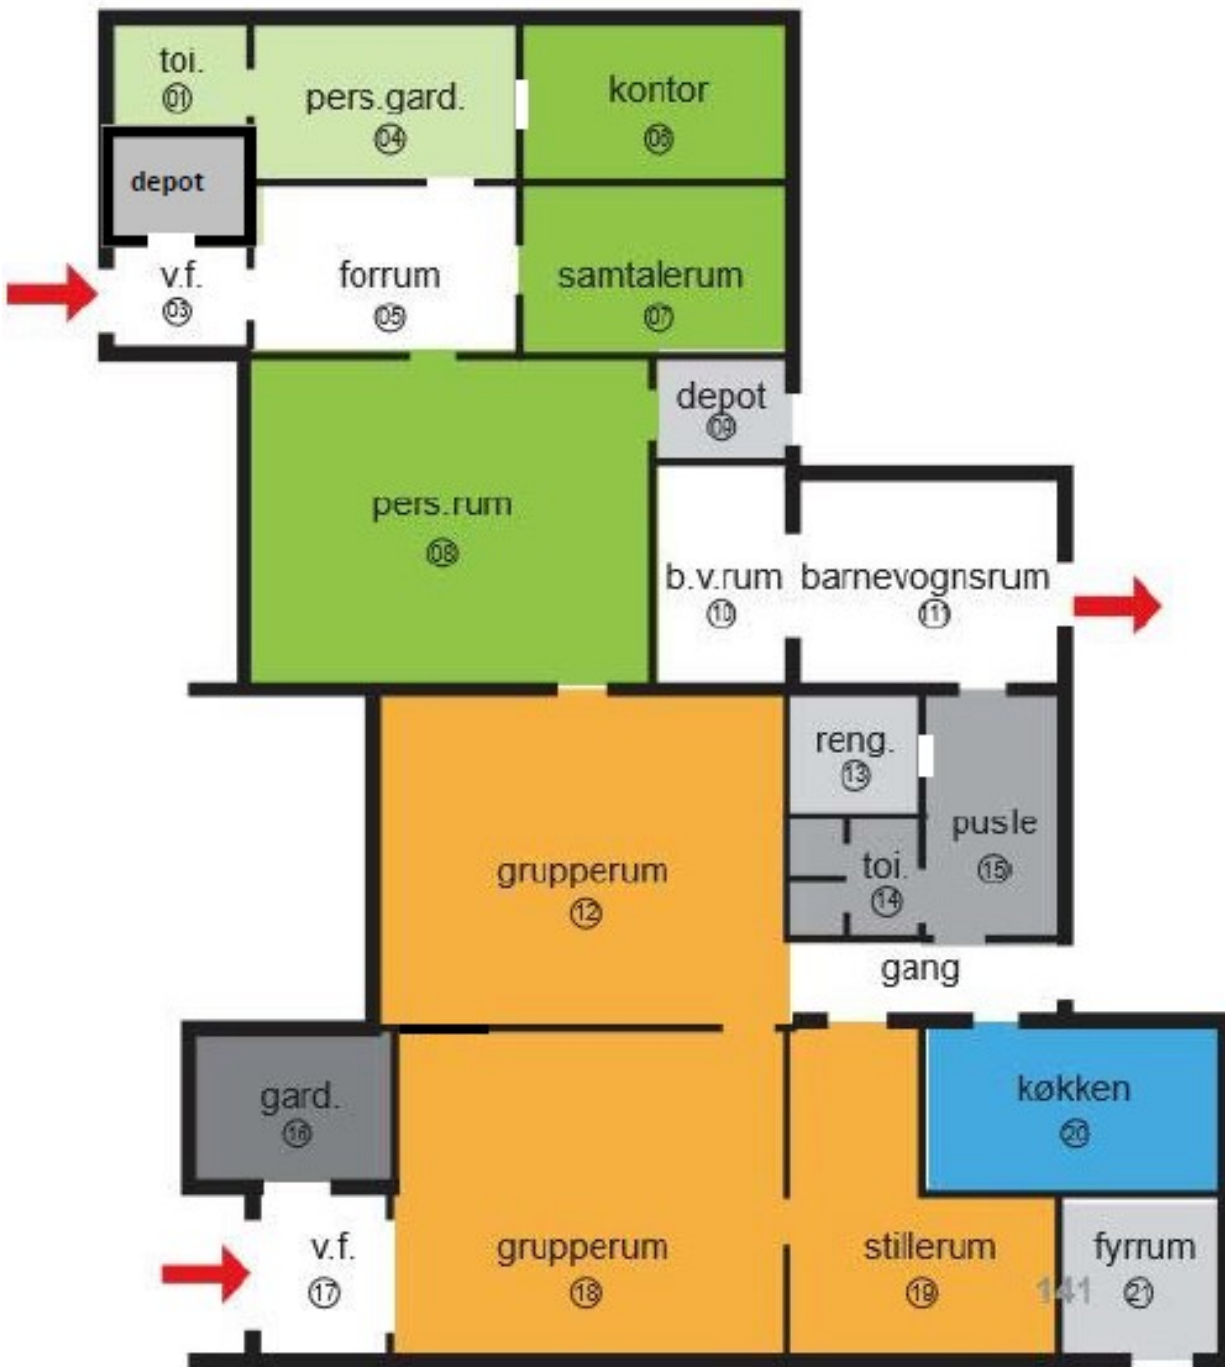 toi.
01
pers.gard.
04
kontor
06
depot
v.f.
03
forrum
05
samtalerum
07
depot
09
pers.rum
08
b.v.rum
10
barnevognsrum
11
reng.
13
pusle
15
toi.
14
grupperum
12
gang
gard.
16
køkken
20
v.f.
17
grupperum
18
stillerum
19
fyrrum
21
141